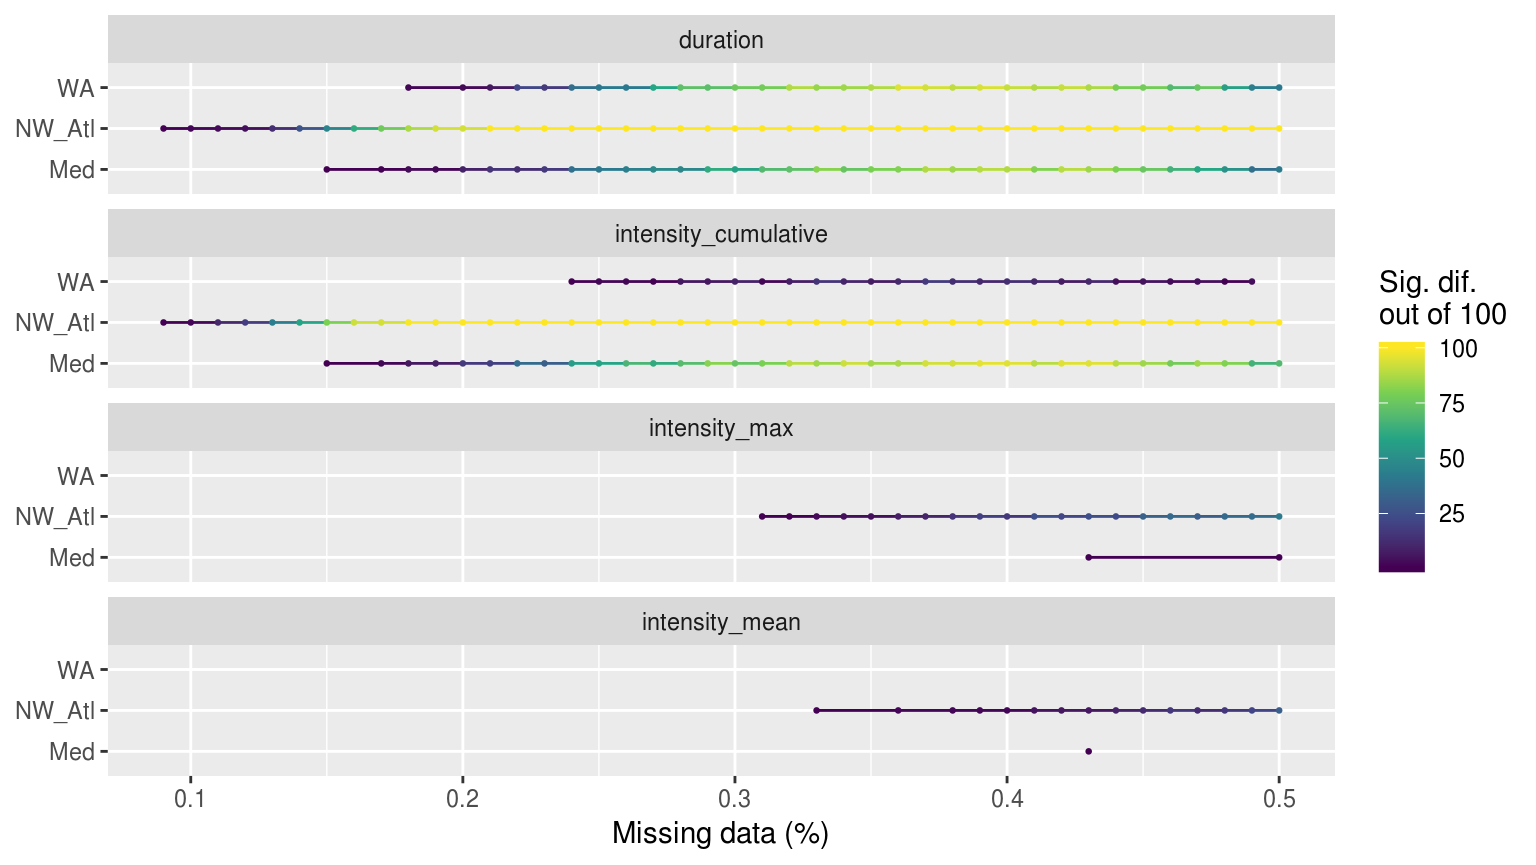 duration
WA
NW_Atl
Med
intensity_cumulative
WA
NW_Atl
Med
intensity_max
WA
NW_Atl
Med
intensity_mean
WA
NW_Atl
Med
0.1 0.2 0.3 0.4 0.5
Missing data (%)
Sig. dif.
out of 100
100
75
50
25